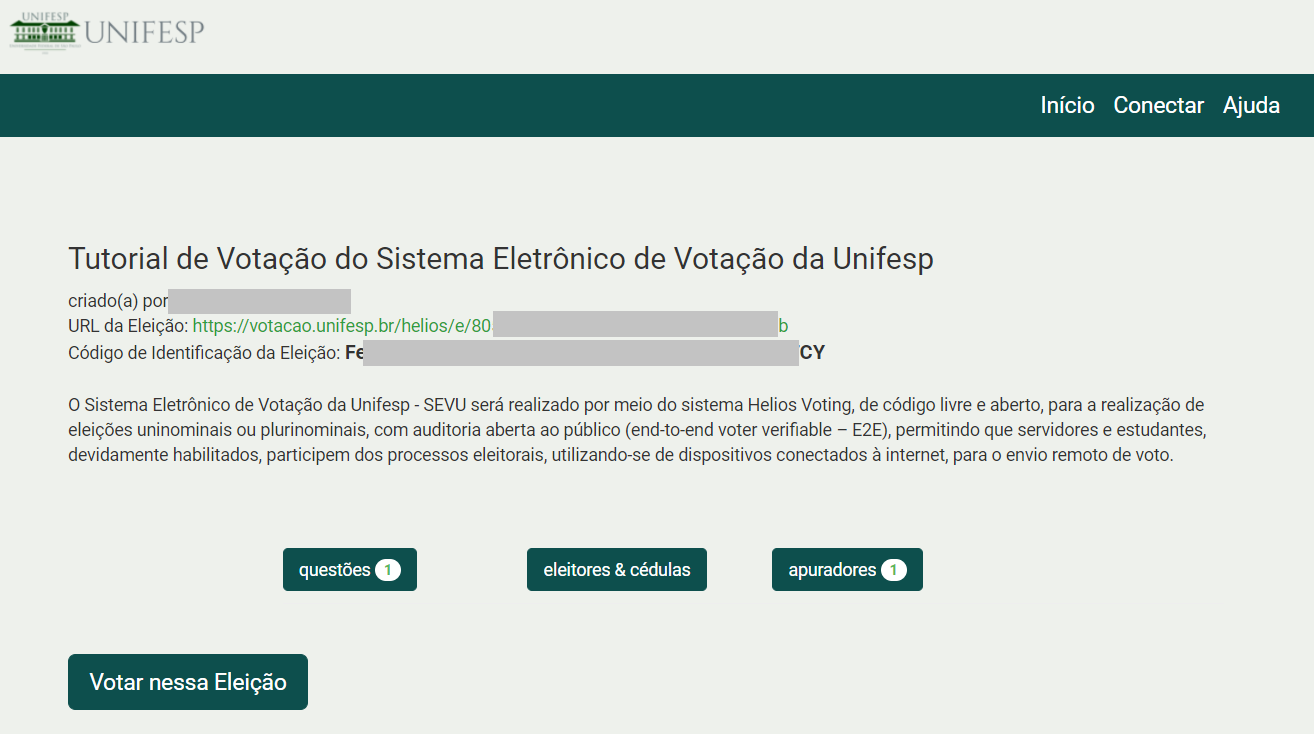 UNIFESP
UNIFESP
Início Conectar Ajuda
Tutorial de Votação do Sistema Eletrônico de Votação da Unifesp
criado(a) por
URL da Eleição: https://votacao.unifesp.br/helios/e/80 b
Código de Identificação da Eleição: Fe CY
O Sistema Eletrônico de Votação da Unifesp - SEVU será realizado por meio do sistema Helios Voting, de código livre e aberto, para a realização de
eleições uninominais ou plurinominais, com auditoria aberta ao público (end-to-end voter verifiable – E2E), permitindo que servidores e estudantes,
devidamente habilitados, participem dos processos eleitorais, utilizando-se de dispositivos conectados à internet, para o envio remoto de voto.
questões 1 eleitores & cédulas apuradores 1
Votar nessa Eleição